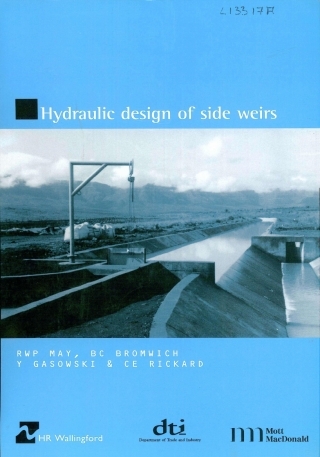 L133 17A
Hydraulic design of side weirs
RWP MAY, BC BROMWICH
Y GASOWSKI & CE RICKARD
HR Wallingford
dti
Department of Trade and Industry
Mott
MacDonald